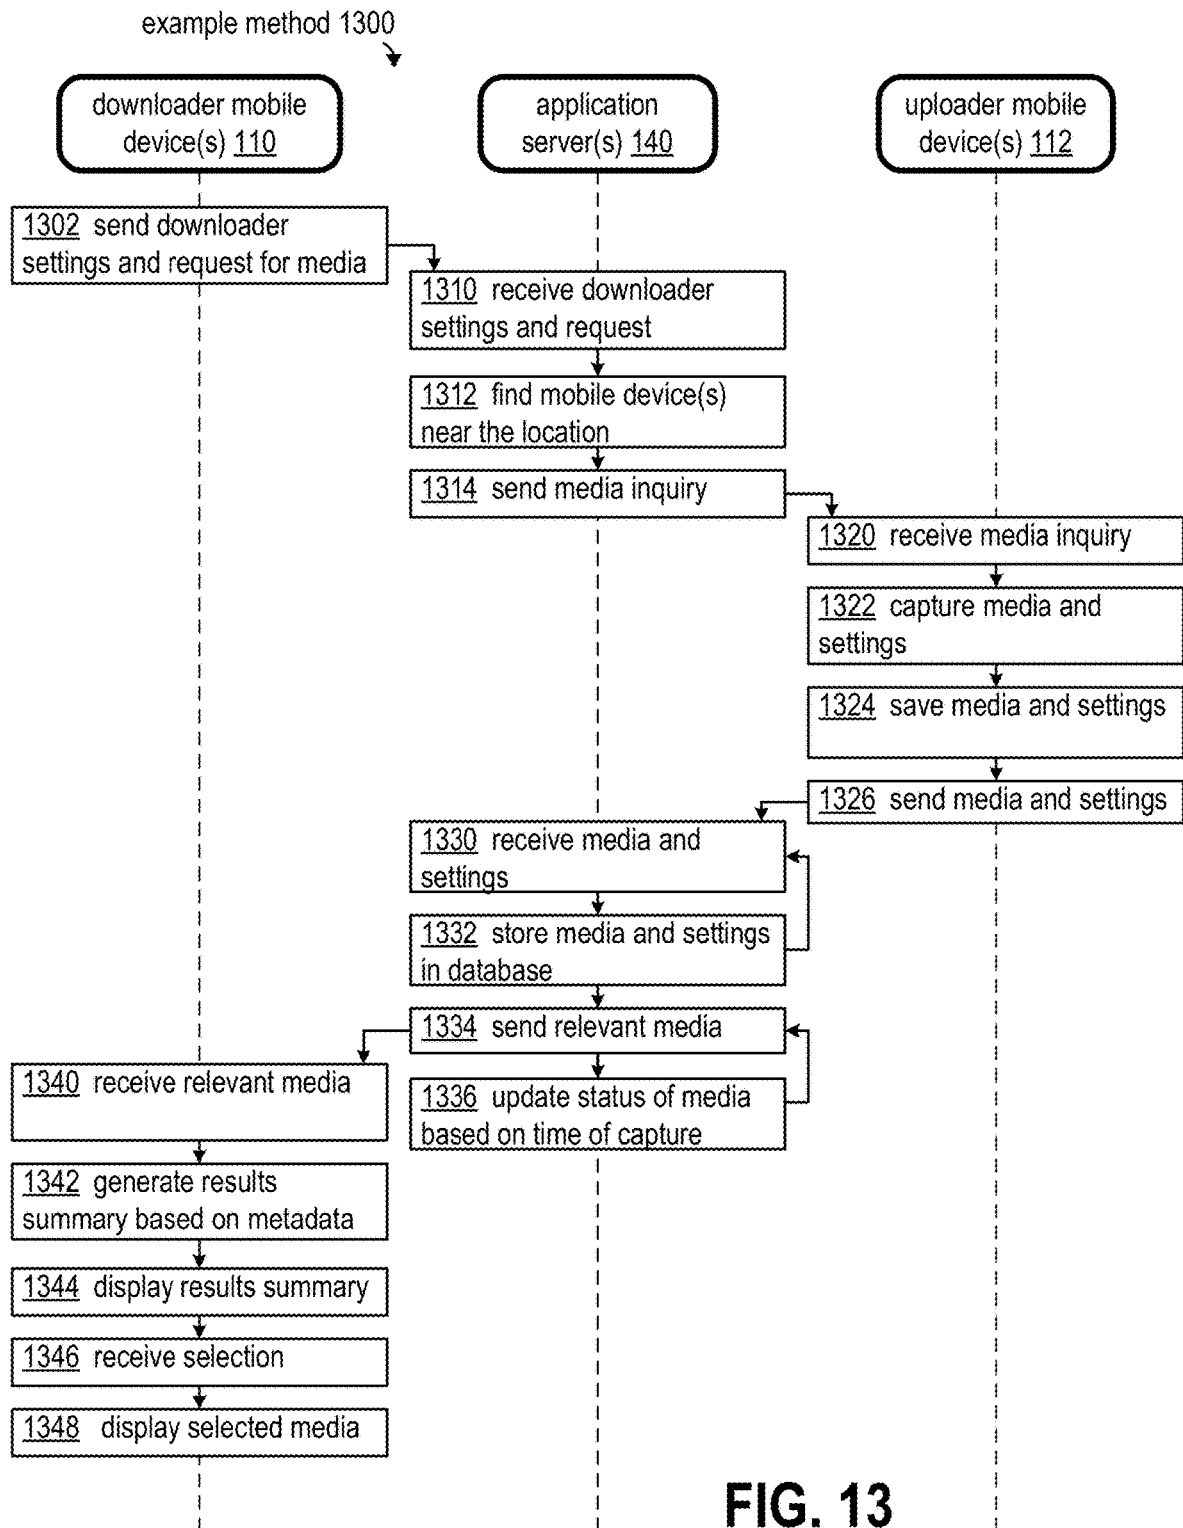 example method 1300
downloader mobile
device(s) 110
application
server(s) 140
uploader mobile
device(s) 112
1302 send downloader
settings and request for media
1310 receive downloader
settings and request
1312 find mobile device(s)
near the location
1314 send media inquiry
1320 receive media inquiry
1322 capture media and
settings
1324 save media and settings
1326 send media and settings
1330 receive media and
settings
1332 store media and settings
in database
1334 send relevant media
1336 update status of media
based on time of capture
1340 receive relevant media
1342 generate results
summary based on metadata
1344 display results summary
1346 receive selection
1348 display selected media
FIG. 13